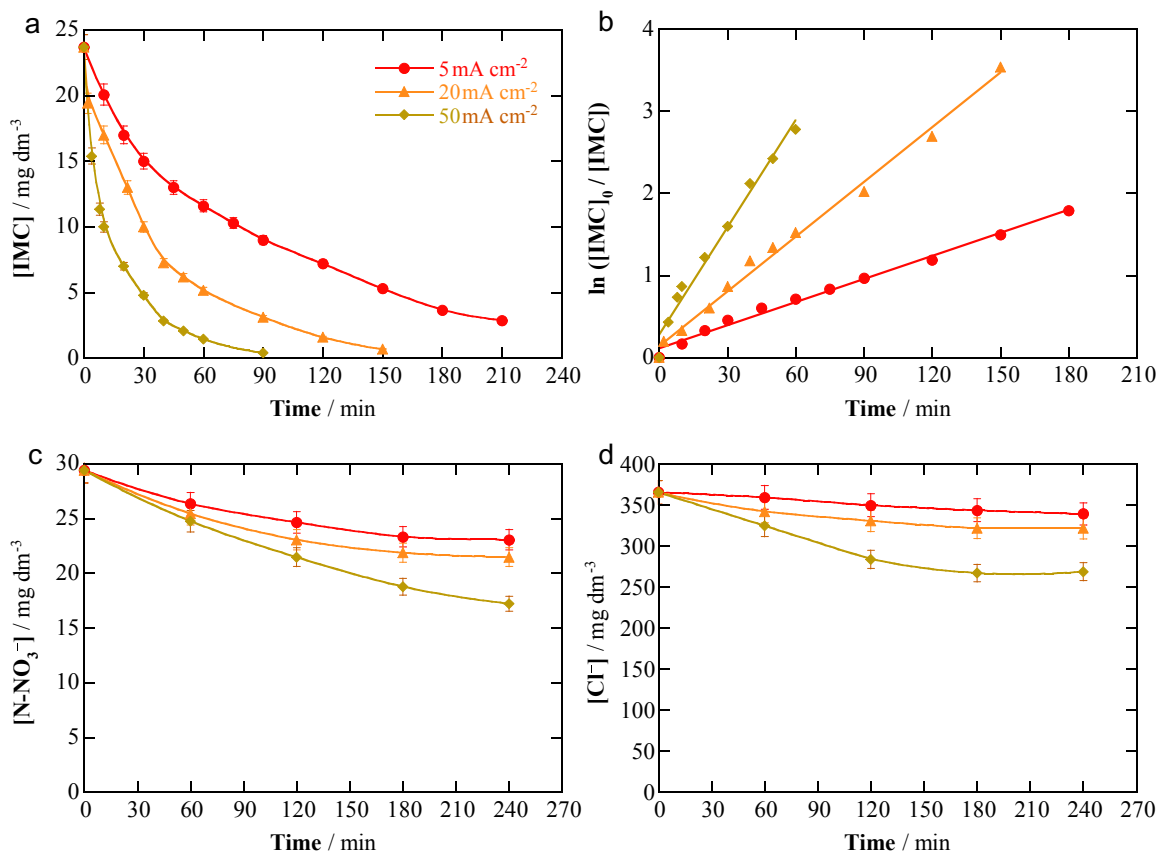 a
25
20
15
10
5
0
[IMC] / mg dm⁻³
5 mA cm⁻²
20 mA cm⁻²
50 mA cm⁻²
0 30 60 90 120 150 180 210 240
Time / min
b
4
3
2
1
0
ln ([IMC]₀ / [IMC])
0 30 60 90 120 150 180 210
Time / min
c
30
25
20
15
10
5
0
[N-NO₃⁻] / mg dm⁻³
0 30 60 90 120 150 180 210 240 270
Time / min
d
400
350
300
250
200
150
100
50
0
[Cl⁻] / mg dm⁻³
0 30 60 90 120 150 180 210 240 270
Time / min